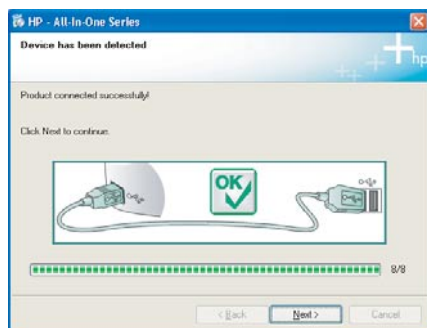 HP - All-In-One Series
Device has been detected
hp
Product connected successfully!
Click Next to continue.
OK
8/8
< Back
Next >
Cancel